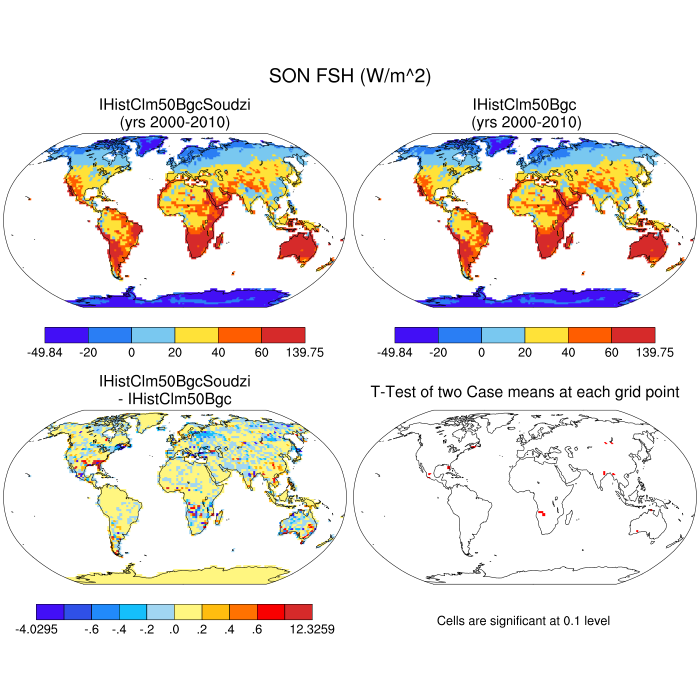 SON FSH (W/m^2)
IHistClm50BgcSoudzi
(yrs 2000-2010)
IHistClm50Bgc
(yrs 2000-2010)
-49.84 -20 0 20 40 60 139.75
-49.84 -20 0 20 40 60 139.75
IHistClm50BgcSoudzi
- IHistClm50Bgc
T-Test of two Case means at each grid point
-4.0295 -.6 -.4 -.2 .0 .2 .4 .6 12.3259
Cells are significant at 0.1 level